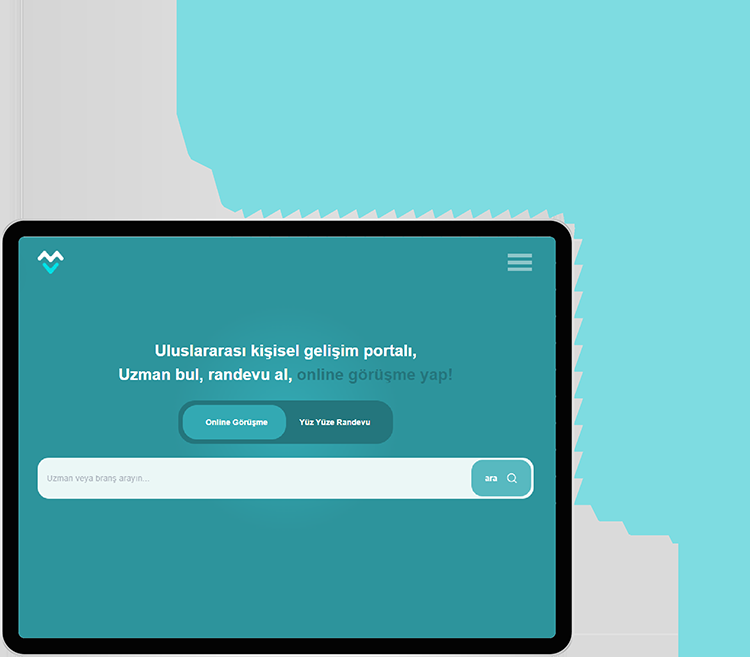 Uluslararası kişisel gelişim portalı,
Uzman bul, randevu al, online görüşme yap!
Online Görüşme
Yüz Yüze Randevu
Uzman veya branş arayın...
ara